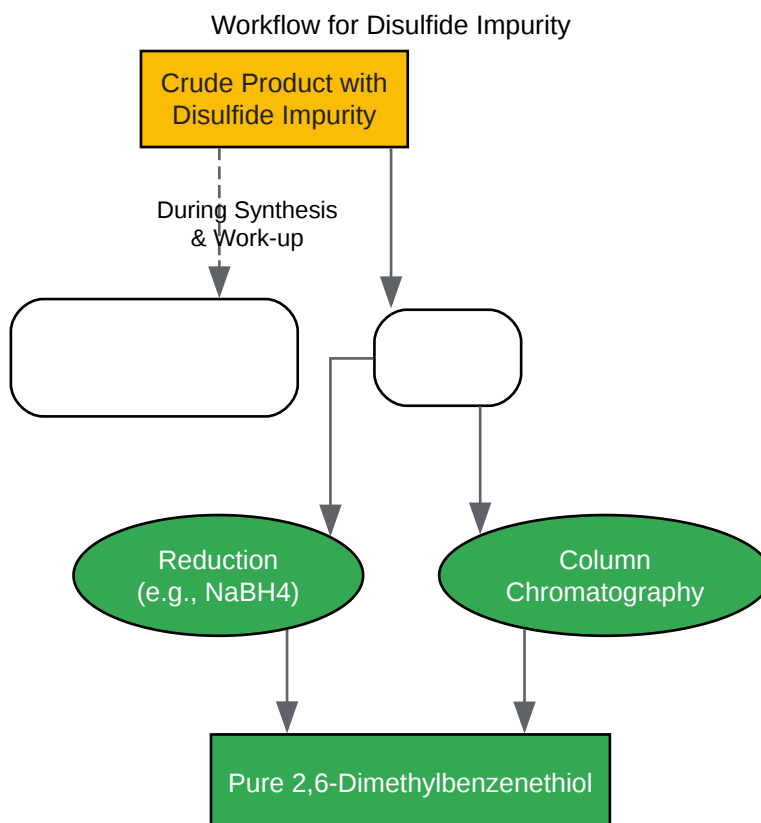 Workflow for Disulfide Impurity
Crude Product with
Disulfide Impurity
During Synthesis
& Work-up
Reduction
(e.g., NaBH4)
Column
Chromatography
Pure 2,6-Dimethylbenzenethiol